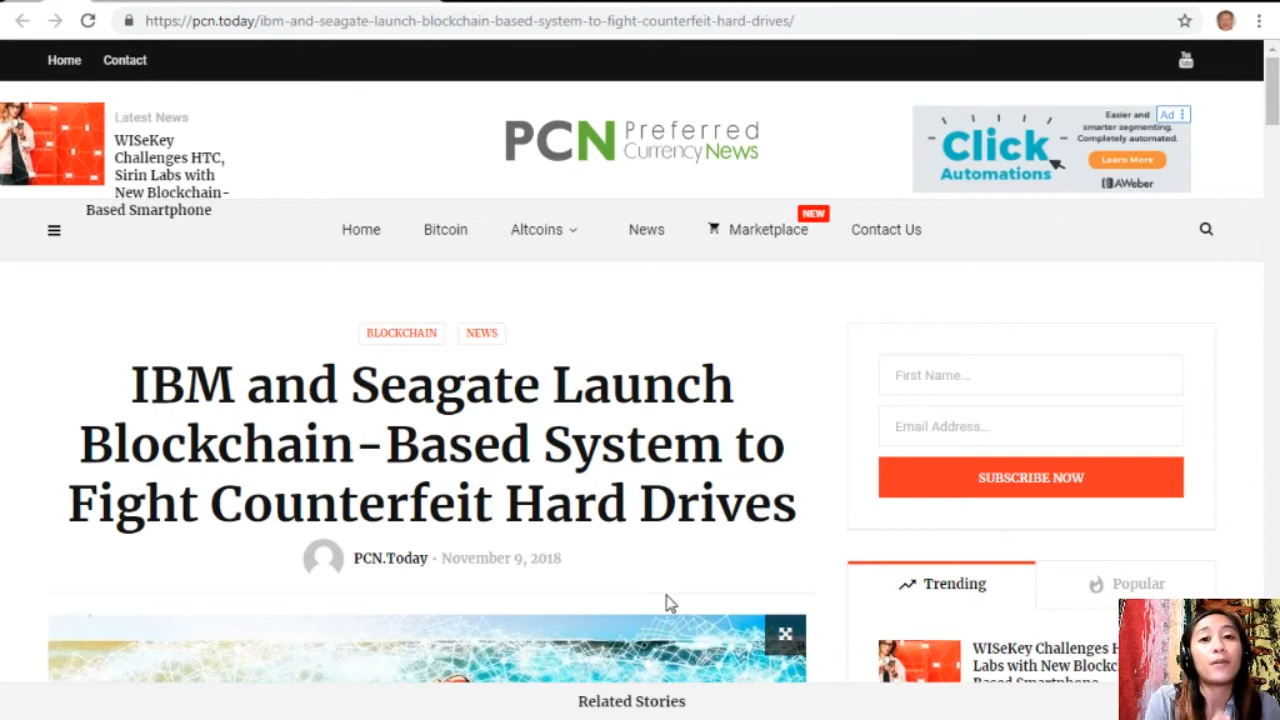 https://pcn.today/ibm-and-seagate-launch-blockchain-based-system-to-fight-counterfeit-hard-drives/
Home Contact
You
Tube
Latest News
WISeKey
Challenges HTC,
Sirin Labs with
New Blockchain-
Based Smartphone
PCN Preferred
Currency News
Easier and
smarter segmenting.
Completely automated.
Ad
Click
Automations
Learn More
AWeber
Home Bitcoin Altcoins News Marketplace Contact Us
NEW
BLOCKCHAIN NEWS
IBM and Seagate Launch
Blockchain-Based System to
Fight Counterfeit Hard Drives
PCN.Today - November 9, 2018
First Name...
Email Address...
SUBSCRIBE NOW
Trending Popular
WISeKey Challenges H
Labs with New Blockc
Based Smartphone
Related Stories